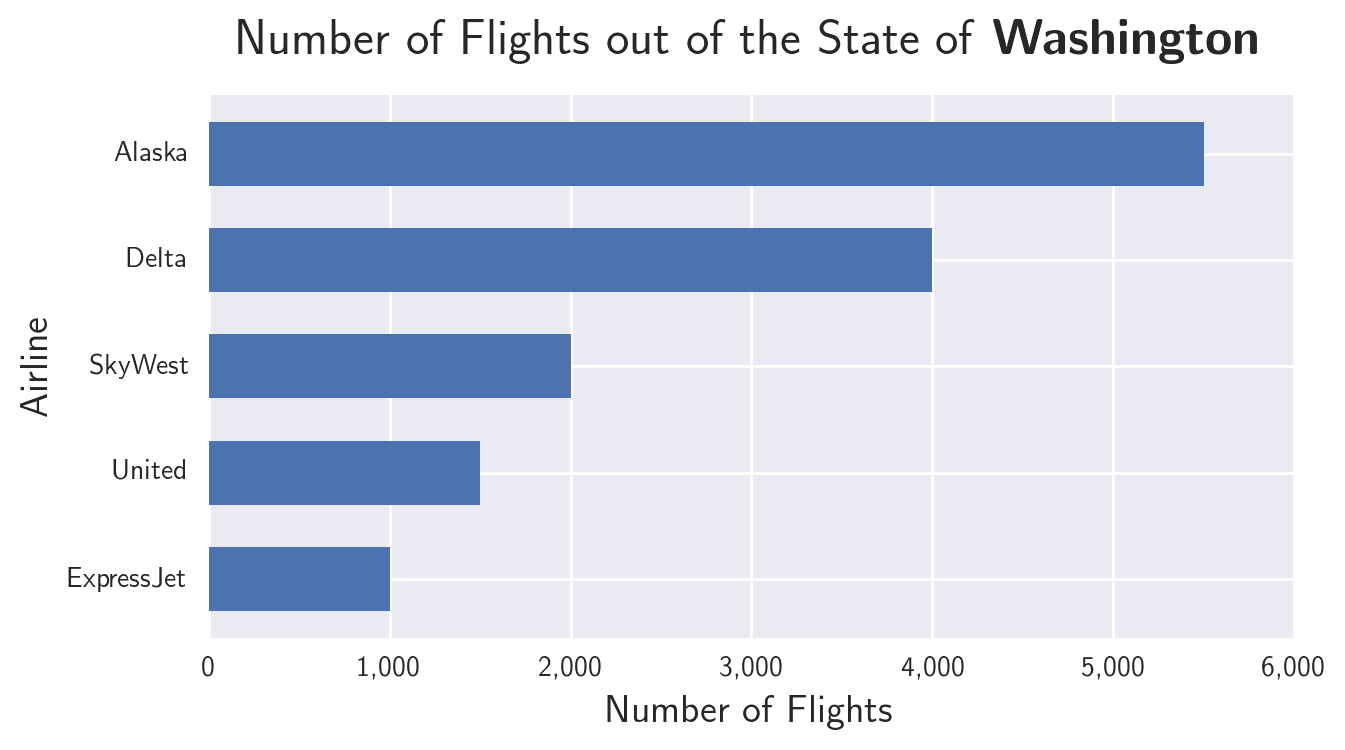 Number of Flights out of the State of Washington
Airline
Alaska
Delta
SkyWest
United
ExpressJet
0 1,000 2,000 3,000 4,000 5,000 6,000
Number of Flights